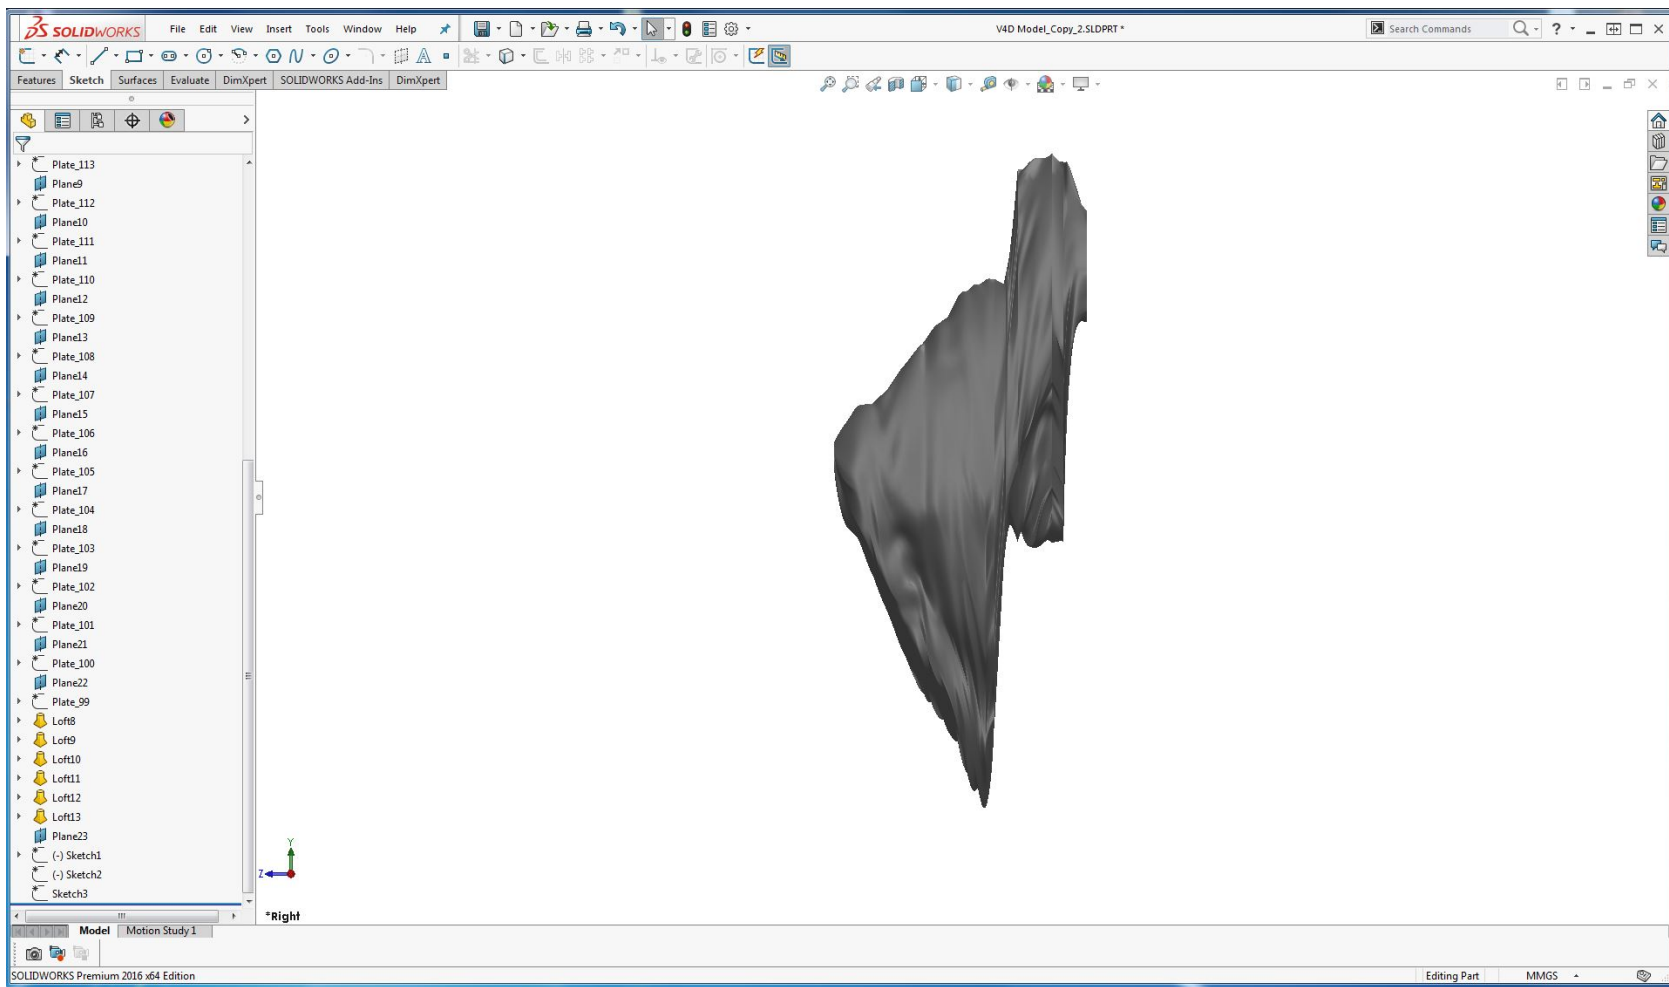 SOLIDWORKS File Edit View Insert Tools Window Help V4D Model_Copy_2.SLDPRT * Search Commands
Features Sketch Surfaces Evaluate DimXpert SOLIDWORKS Add-Ins DimXpert
Plate_113
Plane9
Plate_112
Plane10
Plate_111
Plane11
Plate_110
Plane12
Plate_109
Plane13
Plate_108
Plane14
Plate_107
Plane15
Plate_106
Plane16
Plate_105
Plane17
Plate_104
Plane18
Plate_103
Plane19
Plate_102
Plane20
Plate_101
Plane21
Plate_100
Plane22
Plate_99
Loft8
Loft9
Loft10
Loft11
Loft12
Loft13
Plane23
(-) Sketch1
(-) Sketch2
Sketch3
Y
Z
*Right
Model Motion Study 1
SOLIDWORKS Premium 2016 x64 Edition Editing Part MMGS